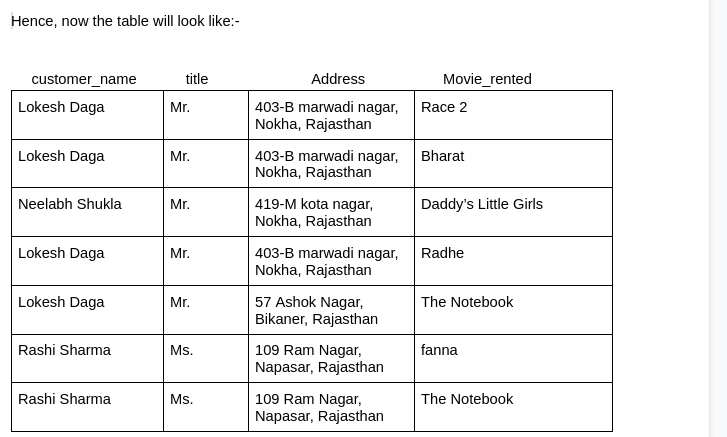 Hence, now the table will look like:-
customer_name title Address Movie_rented
Lokesh Daga Mr. 403-B marwadi nagar, Race 2
Nokha, Rajasthan
Lokesh Daga Mr. 403-B marwadi nagar, Bharat
Nokha, Rajasthan
Neelabh Shukla Mr. 419-M kota nagar, Daddy’s Little Girls
Nokha, Rajasthan
Lokesh Daga Mr. 403-B marwadi nagar, Radhe
Nokha, Rajasthan
Lokesh Daga Mr. 57 Ashok Nagar, The Notebook
Bikaner, Rajasthan
Rashi Sharma Ms. 109 Ram Nagar, fanna
Napasar, Rajasthan
Rashi Sharma Ms. 109 Ram Nagar, The Notebook
Napasar, Rajasthan